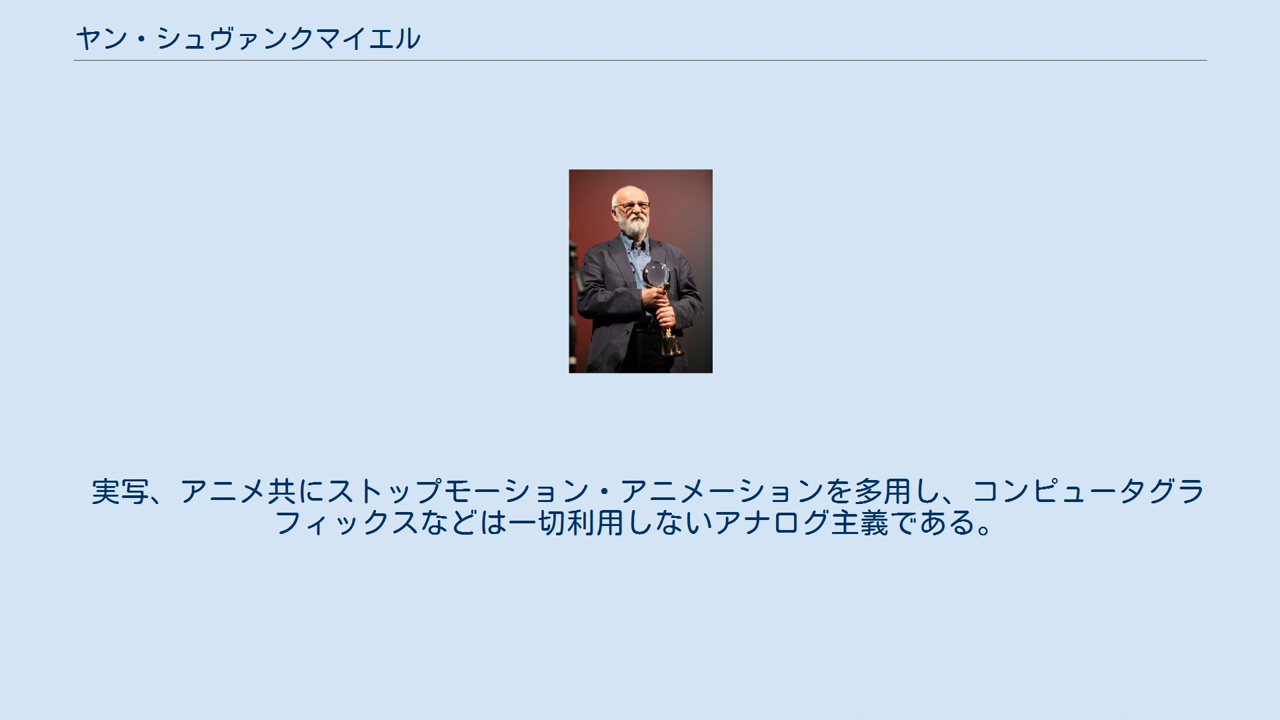 ヤン・シュヴァンクマイエル
実写、アニメ共にストップモーション・アニメーションを多用し、コンピュータグラ
フィックスなどは一切利用しないアナログ主義である。